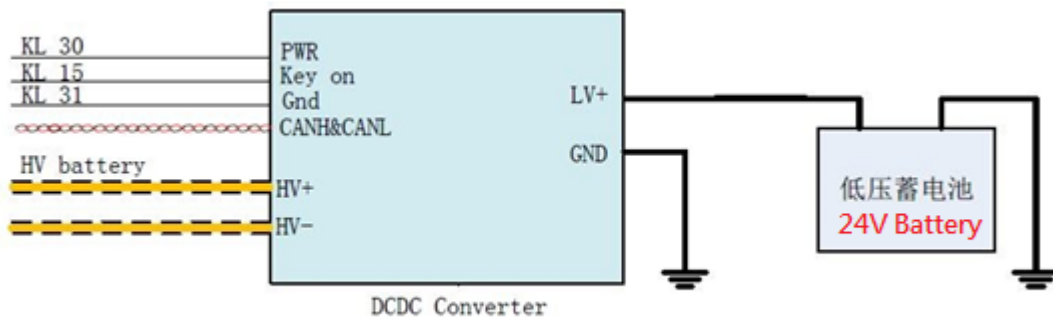 KL 30
KL 15
KL 31
HV battery
PWR
Key on
Gnd
CANH&CANL
HV+
HV-
LV+
GND
DCDC Converter
低压蓄电池
24V Battery